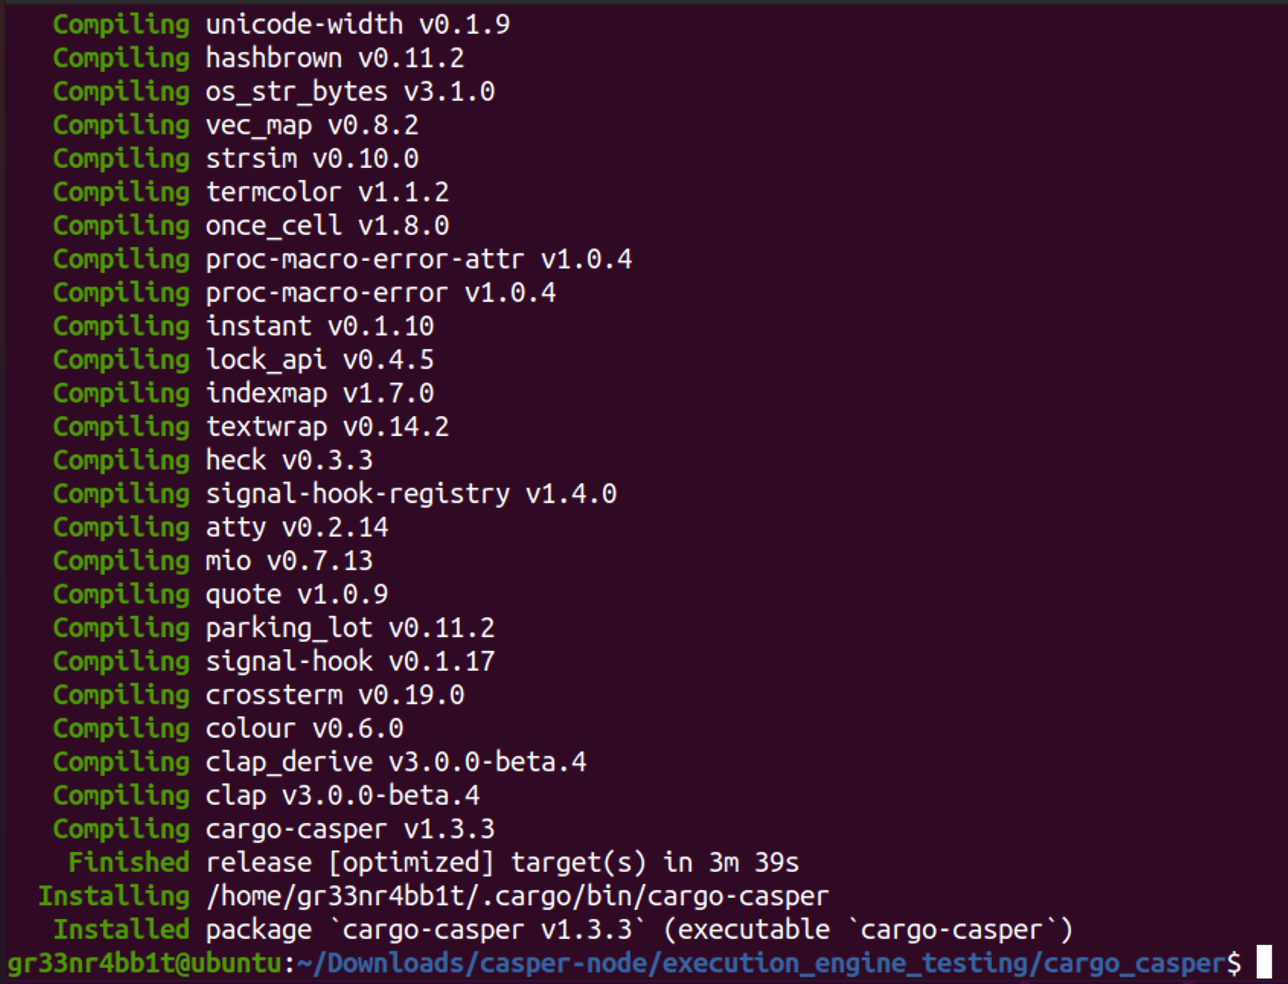 Compiling unicode-width v0.1.9
Compiling hashbrown v0.11.2
Compiling os_str_bytes v3.1.0
Compiling vec_map v0.8.2
Compiling strsim v0.10.0
Compiling termcolor v1.1.2
Compiling once_cell v1.8.0
Compiling proc-macro-error-attr v1.0.4
Compiling proc-macro-error v1.0.4
Compiling instant v0.1.10
Compiling lock_api v0.4.5
Compiling indexmap v1.7.0
Compiling textwrap v0.14.2
Compiling heck v0.3.3
Compiling signal-hook-registry v1.4.0
Compiling atty v0.2.14
Compiling mio v0.7.13
Compiling quote v1.0.9
Compiling parking_lot v0.11.2
Compiling signal-hook v0.1.17
Compiling crossterm v0.19.0
Compiling colour v0.6.0
Compiling clap_derive v3.0.0-beta.4
Compiling clap v3.0.0-beta.4
Compiling cargo-casper v1.3.3
Finished release [optimized] target(s) in 3m 39s
Installing /home/gr33nr4bb1t/.cargo/bin/cargo-casper
Installed package `cargo-casper v1.3.3` (executable `cargo-casper`)
gr33nr4bb1t@ubuntu:~/Downloads/casper-node/execution_engine_testing/cargo_casper$